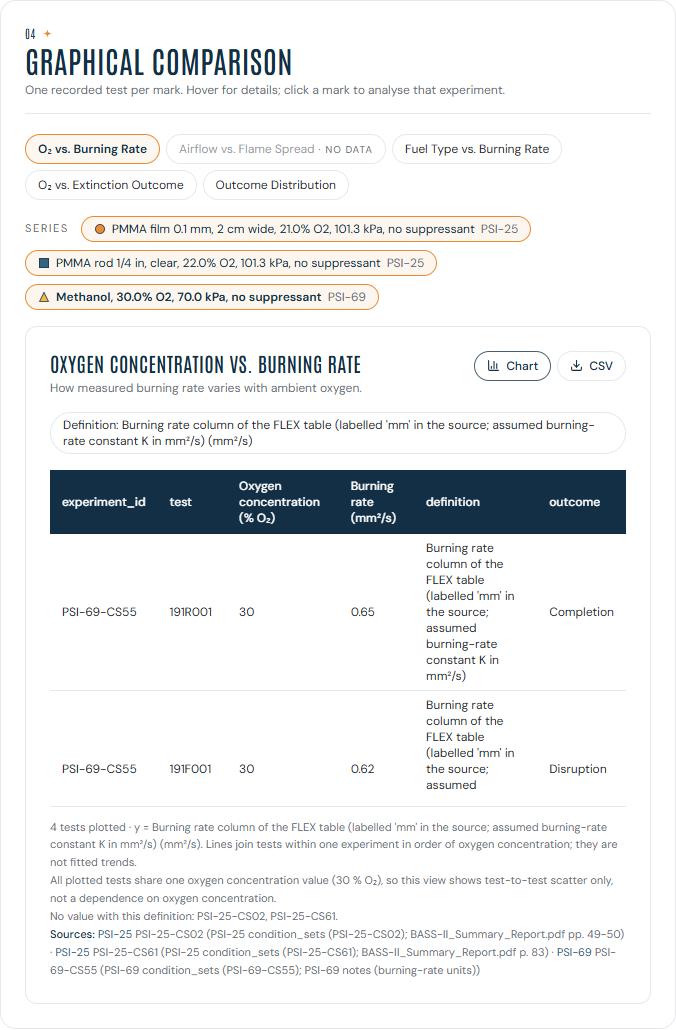 04
GRAPHICAL COMPARISON
One recorded test per mark. Hover for details; click a mark to analyse that experiment.
O₂ vs. Burning Rate
Airflow vs. Flame Spread · NO DATA
Fuel Type vs. Burning Rate
O₂ vs. Extinction Outcome
Outcome Distribution
SERIES
PMMA film 0.1 mm, 2 cm wide, 21.0% O2, 101.3 kPa, no suppressant PSI-25
PMMA rod 1/4 in, clear, 22.0% O2, 101.3 kPa, no suppressant PSI-25
Methanol, 30.0% O2, 70.0 kPa, no suppressant PSI-69
OXYGEN CONCENTRATION VS. BURNING RATE
Chart
CSV
How measured burning rate varies with ambient oxygen.
Definition: Burning rate column of the FLEX table (labelled 'mm' in the source; assumed burning-
rate constant K in mm²/s) (mm²/s)
experiment_id
test
Oxygen
concentration
(% O₂)
Burning
rate
(mm²/s)
definition
outcome
PSI-69-CS55
191R001
30
0.65
Burning rate
column of the
FLEX table
(labelled 'mm' in
the source;
assumed
burning-rate
constant K in
mm²/s)
Completion
PSI-69-CS55
191F001
30
0.62
Burning rate
column of the
FLEX table
(labelled 'mm' in
the source;
assumed
Disruption
4 tests plotted · y = Burning rate column of the FLEX table (labelled 'mm' in the source; assumed burning-rate
constant K in mm²/s) (mm²/s). Lines join tests within one experiment in order of oxygen concentration; they are
not fitted trends.
All plotted tests share one oxygen concentration value (30 % O₂), so this view shows test-to-test scatter only,
not a dependence on oxygen concentration.
No value with this definition: PSI-25-CS02, PSI-25-CS61.
Sources: PSI-25 PSI-25-CS02 (PSI-25 condition_sets (PSI-25-CS02); BASS-II_Summary_Report.pdf pp. 49-50)
· PSI-25 PSI-25-CS61 (PSI-25 condition_sets (PSI-25-CS61); BASS-II_Summary_Report.pdf p. 83) · PSI-69 PSI-
69-CS55 (PSI-69 condition_sets (PSI-69-CS55); PSI-69 notes (burning-rate units))